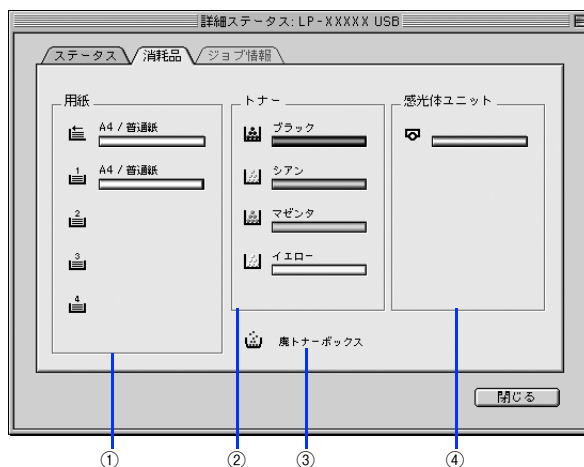 詳細ステータス: LP-XXXXX USB
ステータス
消耗品
ジョブ情報
用紙
A4 / 普通紙
1
A4 / 普通紙
2
3
4
トナー
ブラック
シアン
マゼンタ
イエロー
廃トナーボックス
感光体ユニット
閉じる
①
②
③
④